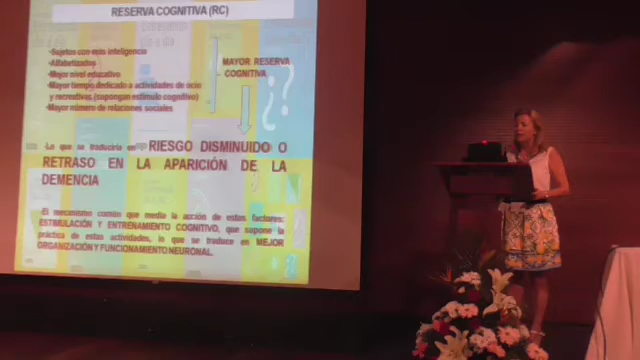 RESERVA COGNITIVA (RC)
-Sujetos con más inteligencia
-Alfabetizados
-Mayor nivel educativo
-Mayor tiempo dedicado a actividades de ocio
y recreativas (supongan estímulo cognitivo)
-Mayor número de relaciones sociales
MAYOR RESERVA
COGNITIVA
-Lo que se traduciría en RIESGO DISMINUIDO O
RETRASO EN LA APARICIÓN DE LA
DEMENCIA
El mecanismo común que media la acción de estos factores:
ESTIMULACIÓN Y ENTRENAMIENTO COGNITIVO, que supone la
práctica de estas actividades, lo que se traduce en MEJOR
ORGANIZACIÓN Y FUNCIONAMIENTO NEURONAL.